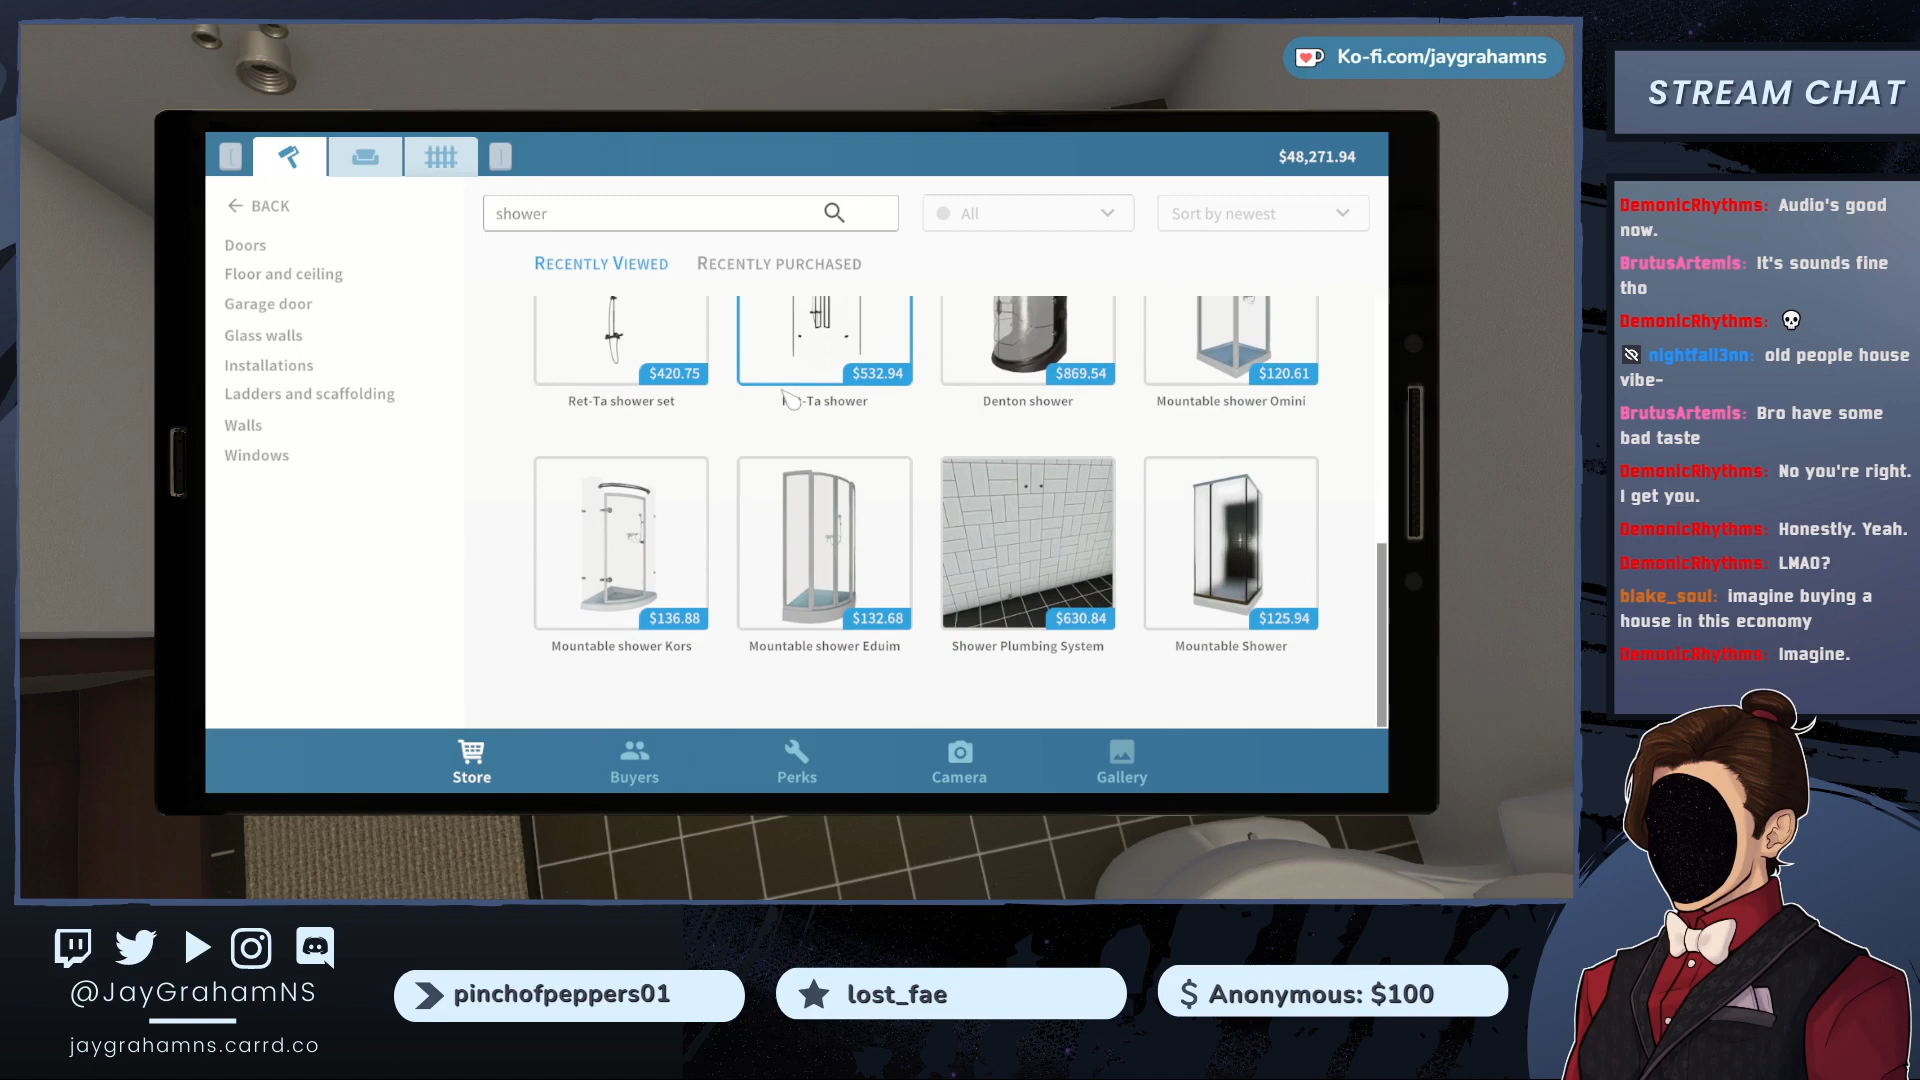 Ko-fi.com/jaygrahamns
STREAM CHAT
$48,271.94
BACK
shower
All
Sort by newest
Doors
Floor and ceiling
Garage door
Glass walls
Installations
Ladders and scaffolding
Walls
Windows
RECENTLY VIEWED
RECENTLY PURCHASED
$420.75
$532.94
$869.54
$120.61
Ret-Ta shower set
Ret-Ta shower
Denton shower
Mountable shower Omini
$136.88
$132.68
$630.84
$125.94
Mountable shower Kors
Mountable shower Eduim
Shower Plumbing System
Mountable Shower
Store
Buyers
Perks
Camera
Gallery
DemonicRhythms: Audio's good
now.
BrutusArtemis: It's sounds fine
tho
DemonicRhythms:
nightfall3nn: old people house
vibe-
BrutusArtemis: Bro have some
bad taste
DemonicRhythms: No you're right.
I get you.
DemonicRhythms: Honestly. Yeah.
DemonicRhythms: LMAO?
blake_soul: imagine buying a
house in this economy
DemonicRhythms: Imagine.
@JayGrahamNS
jaygrahamns.carrd.co
pinchofpeppers01
lost_fae
$ Anonymous: $100